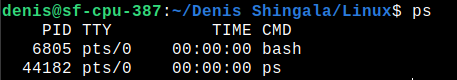 denis@sf-cpu-387:~/Denis Shingala/Linux$ ps
PID TTY TIME CMD
6805 pts/0 00:00:00 bash
44182 pts/0 00:00:00 ps